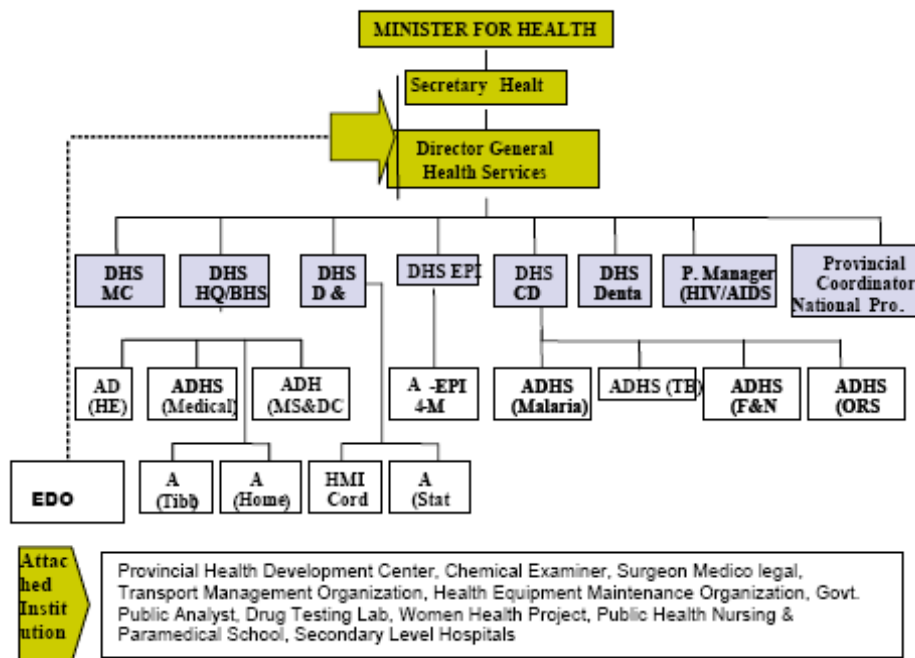 MINISTER FOR HEALTH
Secretary Healt
Director General
Health Services
DHS
MC
DHS
HQ/BHS
DHS
D &
DHS EPI
DHS
CD
DHS
Denta
P. Manager
(HIV/AIDS
Provincial
Coordinator
National Pro.
AD
(HE)
ADHS
(Medical)
ADH
(MS&DC
A -EPI
4-M
ADHS
(Malaria)
ADHS (TB)
ADHS
(F&N
ADHS
(ORS
EDO
A
(Tibb)
A
(Home)
HMI
Cord
A
(Stat
Attac
hed
Instit
ution
Provincial Health Development Center, Chemical Examiner, Surgeon Medico legal,
Transport Management Organization, Health Equipment Maintenance Organization, Govt.
Public Analyst, Drug Testing Lab, Women Health Project, Public Health Nursing &
Paramedical School, Secondary Level Hospitals